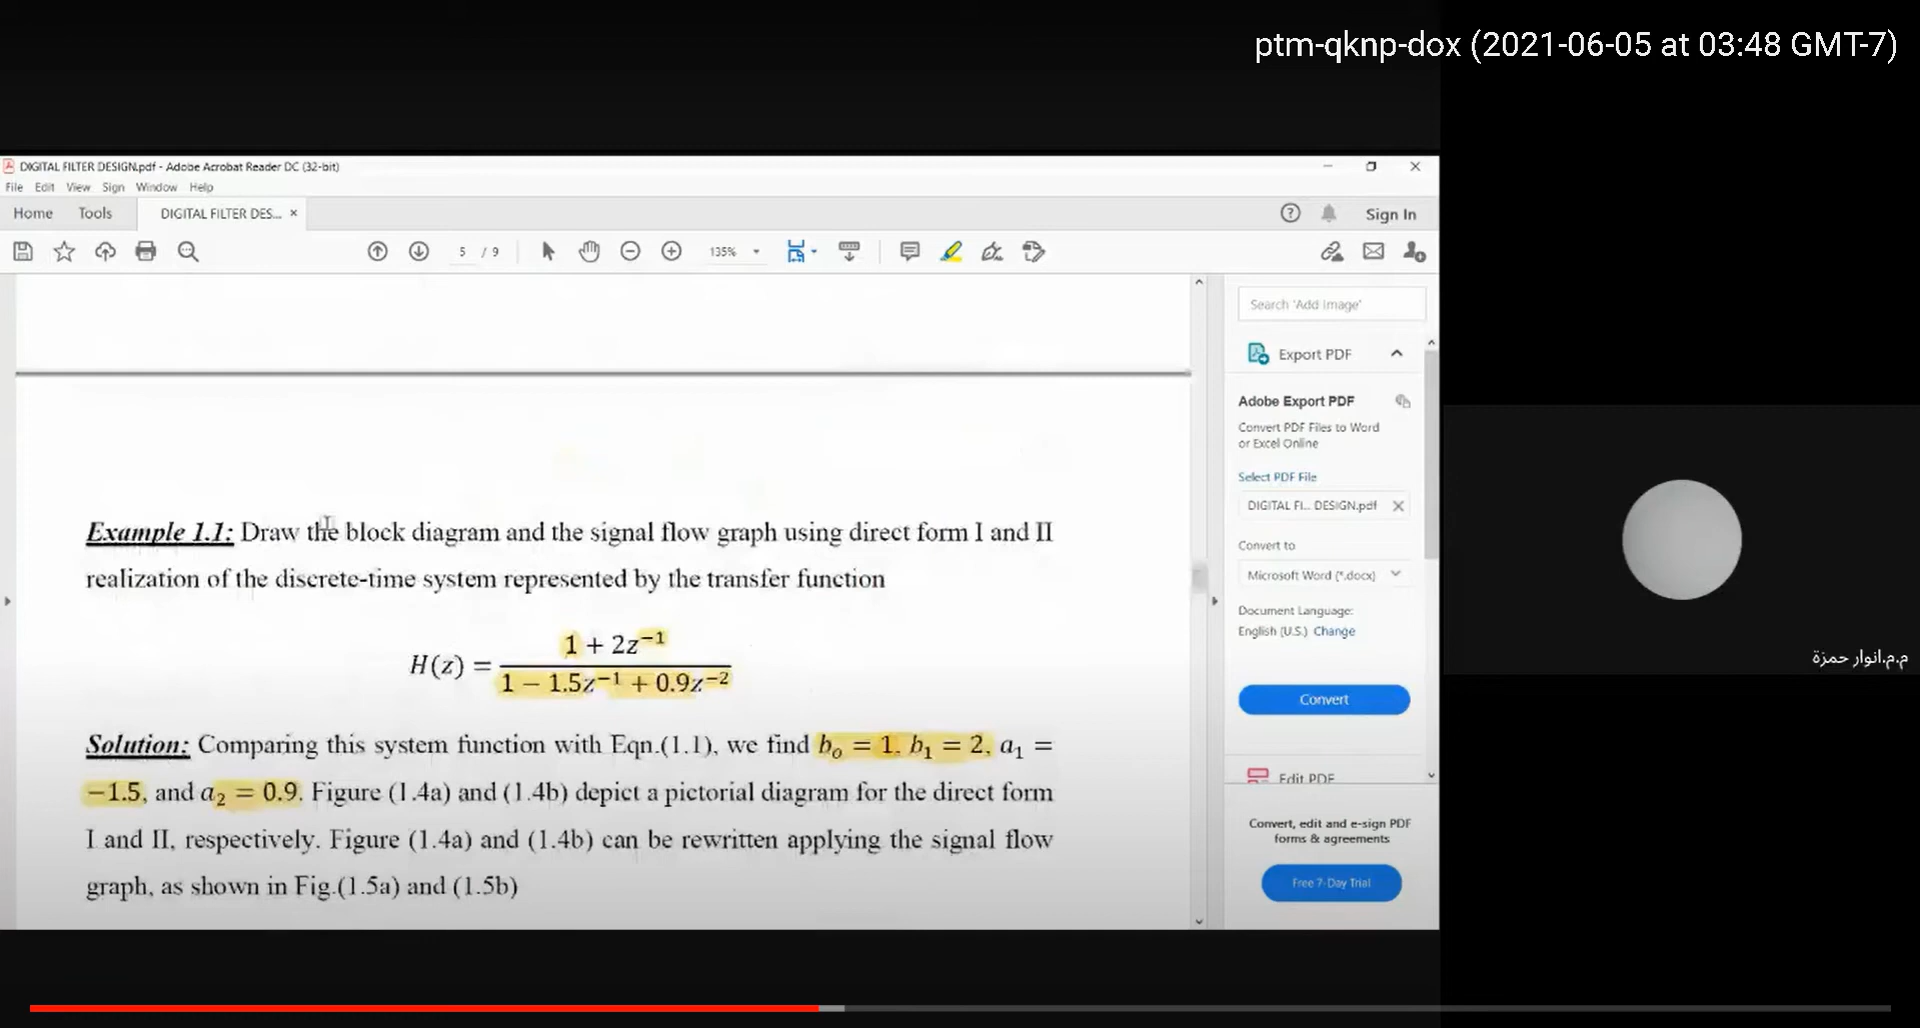 ptm-qknp-dox (2021-06-05 at 03:48 GMT-7)
DIGITAL FILTER DESIGN.pdf - Adobe Acrobat Reader DC (32-bit)
File Edit View Sign Window Help
Home Tools DIGITAL FILTER DES... × Sign In
5 / 9 135%
Search 'Add Image'
Export PDF
Adobe Export PDF
Convert PDF Files to Word
or Excel Online
Select PDF File
DIGITAL FI... DESIGN.pdf
Convert to
Microsoft Word (*.docx)
Document Language:
English (U.S.) Change
Convert
Edit PDF
Convert, edit and e-sign PDF
forms & agreements
Free 7-Day Trial
Example 1.1: Draw the block diagram and the signal flow graph using direct form I and II
realization of the discrete-time system represented by the transfer function
H(z) = (1 + 2z⁻¹) / (1 − 1.5z⁻¹ + 0.9z⁻²)
Solution: Comparing this system function with Eqn.(1.1), we find b₀ = 1, b₁ = 2, a₁ =
−1.5, and a₂ = 0.9. Figure (1.4a) and (1.4b) depict a pictorial diagram for the direct form
I and II, respectively. Figure (1.4a) and (1.4b) can be rewritten applying the signal flow
graph, as shown in Fig.(1.5a) and (1.5b)
م.م.انوار حمزة